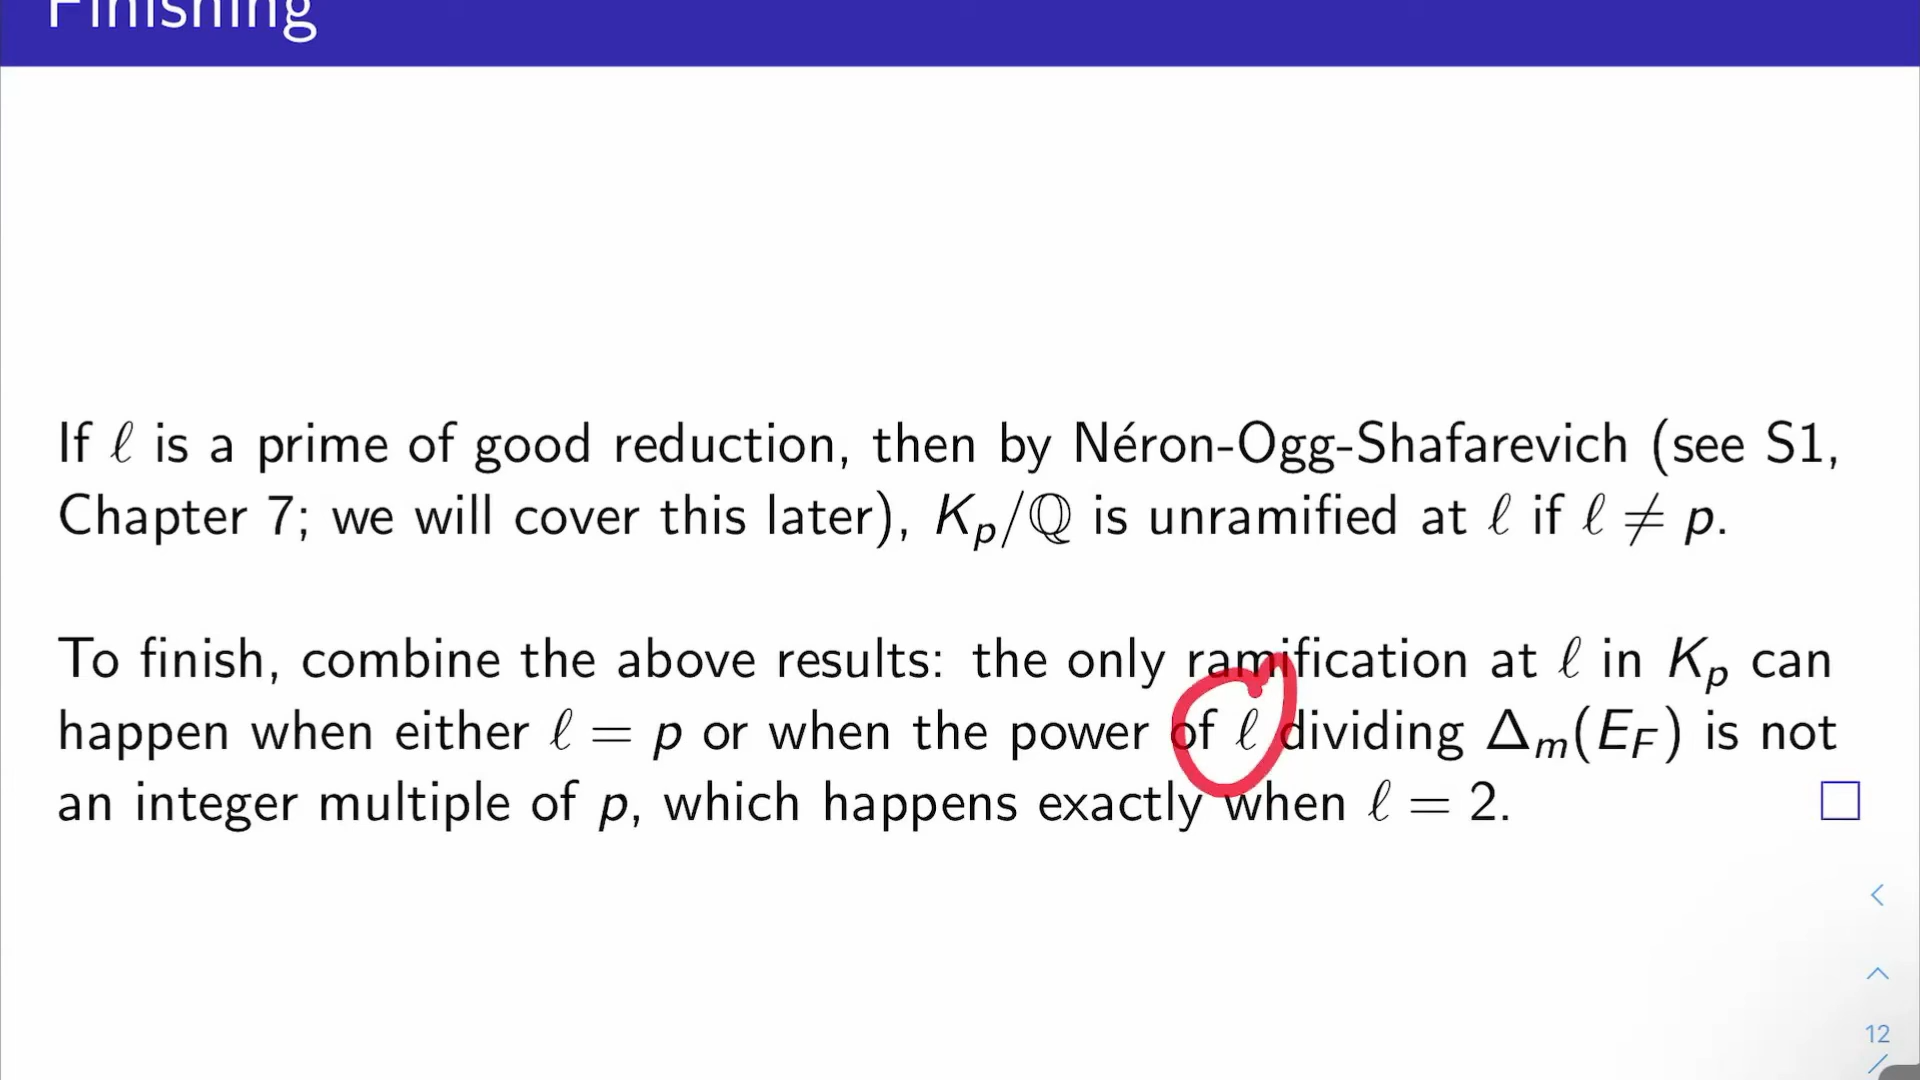 Finishing
If ℓ is a prime of good reduction, then by Néron-Ogg-Shafarevich (see S1,
Chapter 7; we will cover this later), Kₚ/ℚ is unramified at ℓ if ℓ ≠ p.
To finish, combine the above results: the only ramification at ℓ in Kₚ can
happen when either ℓ = p or when the power of ℓ dividing Δₘ(E_F) is not
an integer multiple of p, which happens exactly when ℓ = 2. □
12
/